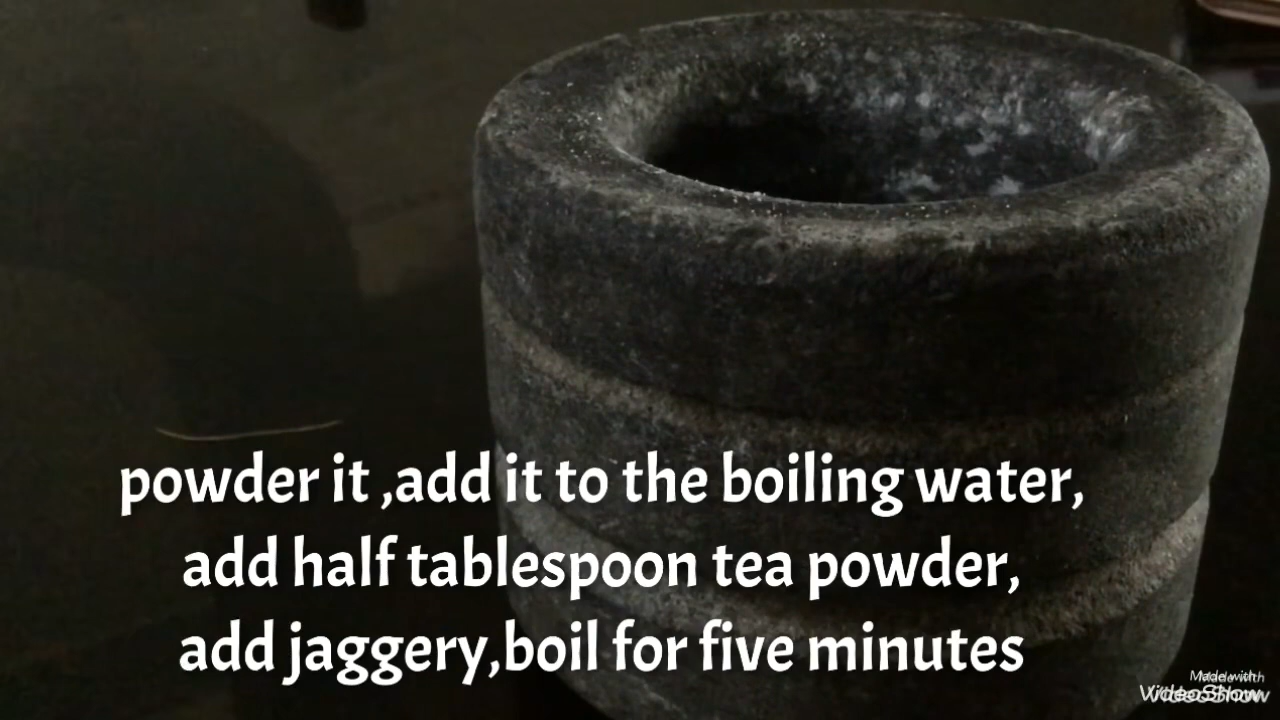 powder it ,add it to the boiling water,
add half tablespoon tea powder,
add jaggery,boil for five minutes
Made with
VideoShow